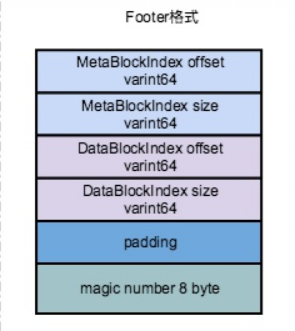 Footer格式
MetaBlockIndex offset
varint64
MetaBlockIndex size
varint64
DataBlockIndex offset
varint64
DataBlockIndex size
varint64
padding
magic number 8 byte